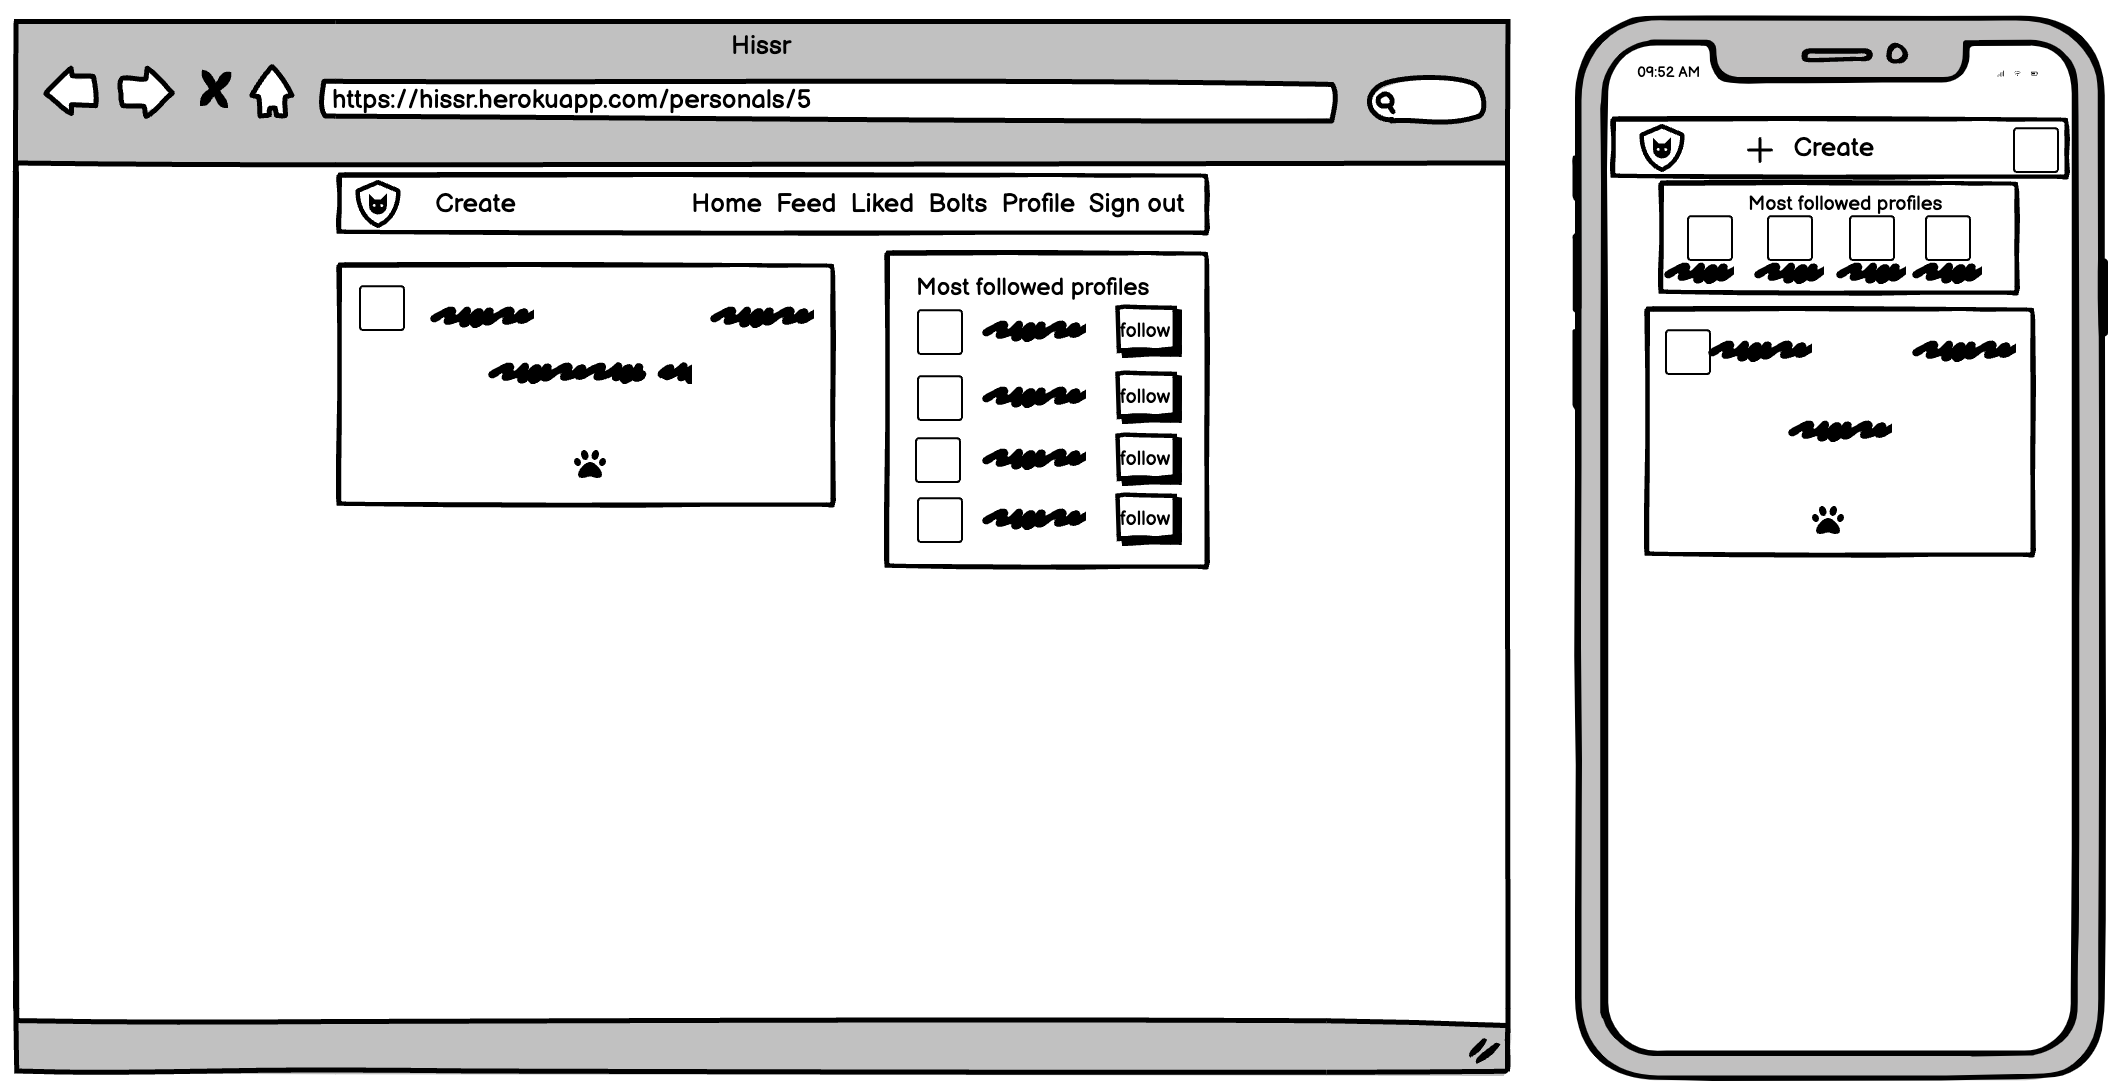 Hissr
https://hissr.herokuapp.com/personals/5
Create Home Feed Liked Bolts Profile Sign out
Most followed profiles
follow
follow
follow
follow
09:52 AM
+ Create
Most followed profiles